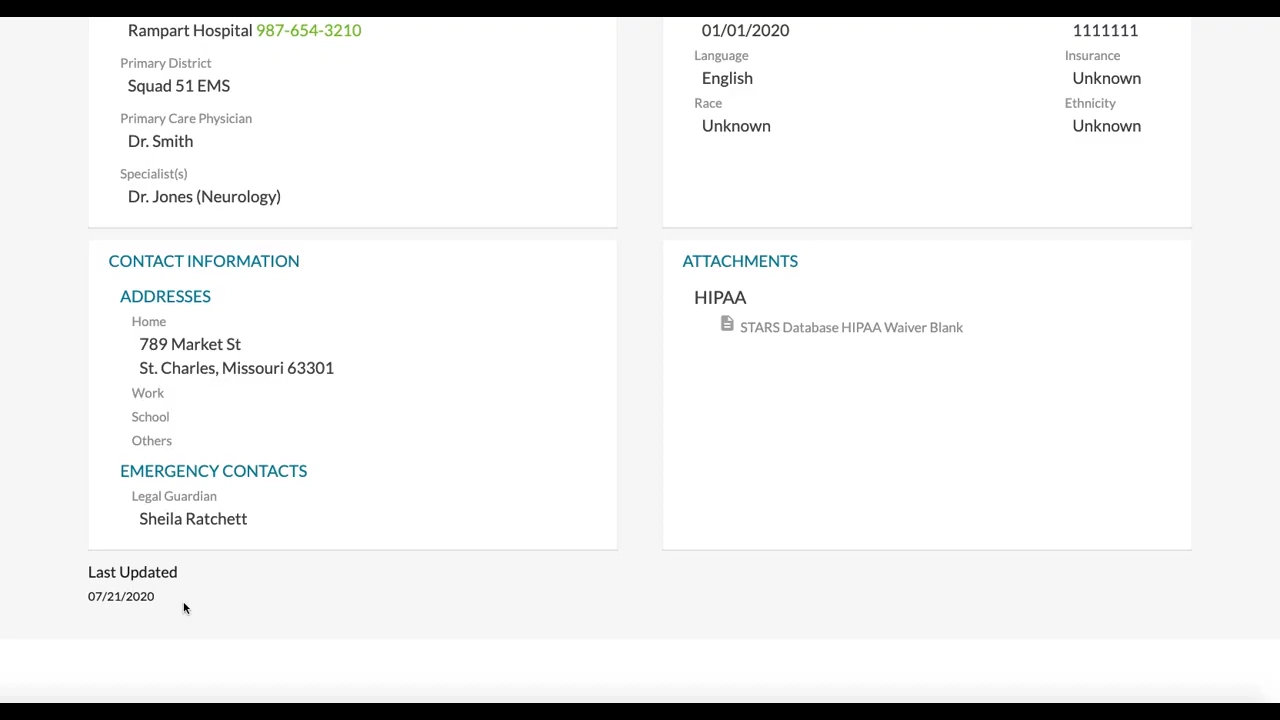 Rampart Hospital 987-654-3210
Primary District
Squad 51 EMS
Primary Care Physician
Dr. Smith
Specialist(s)
Dr. Jones (Neurology)
01/01/2020 1111111
Language Insurance
English Unknown
Race Ethnicity
Unknown Unknown
CONTACT INFORMATION
ADDRESSES
Home
789 Market St
St. Charles, Missouri 63301
Work
School
Others
EMERGENCY CONTACTS
Legal Guardian
Sheila Ratchett
ATTACHMENTS
HIPAA
STARS Database HIPAA Waiver Blank
Last Updated
07/21/2020